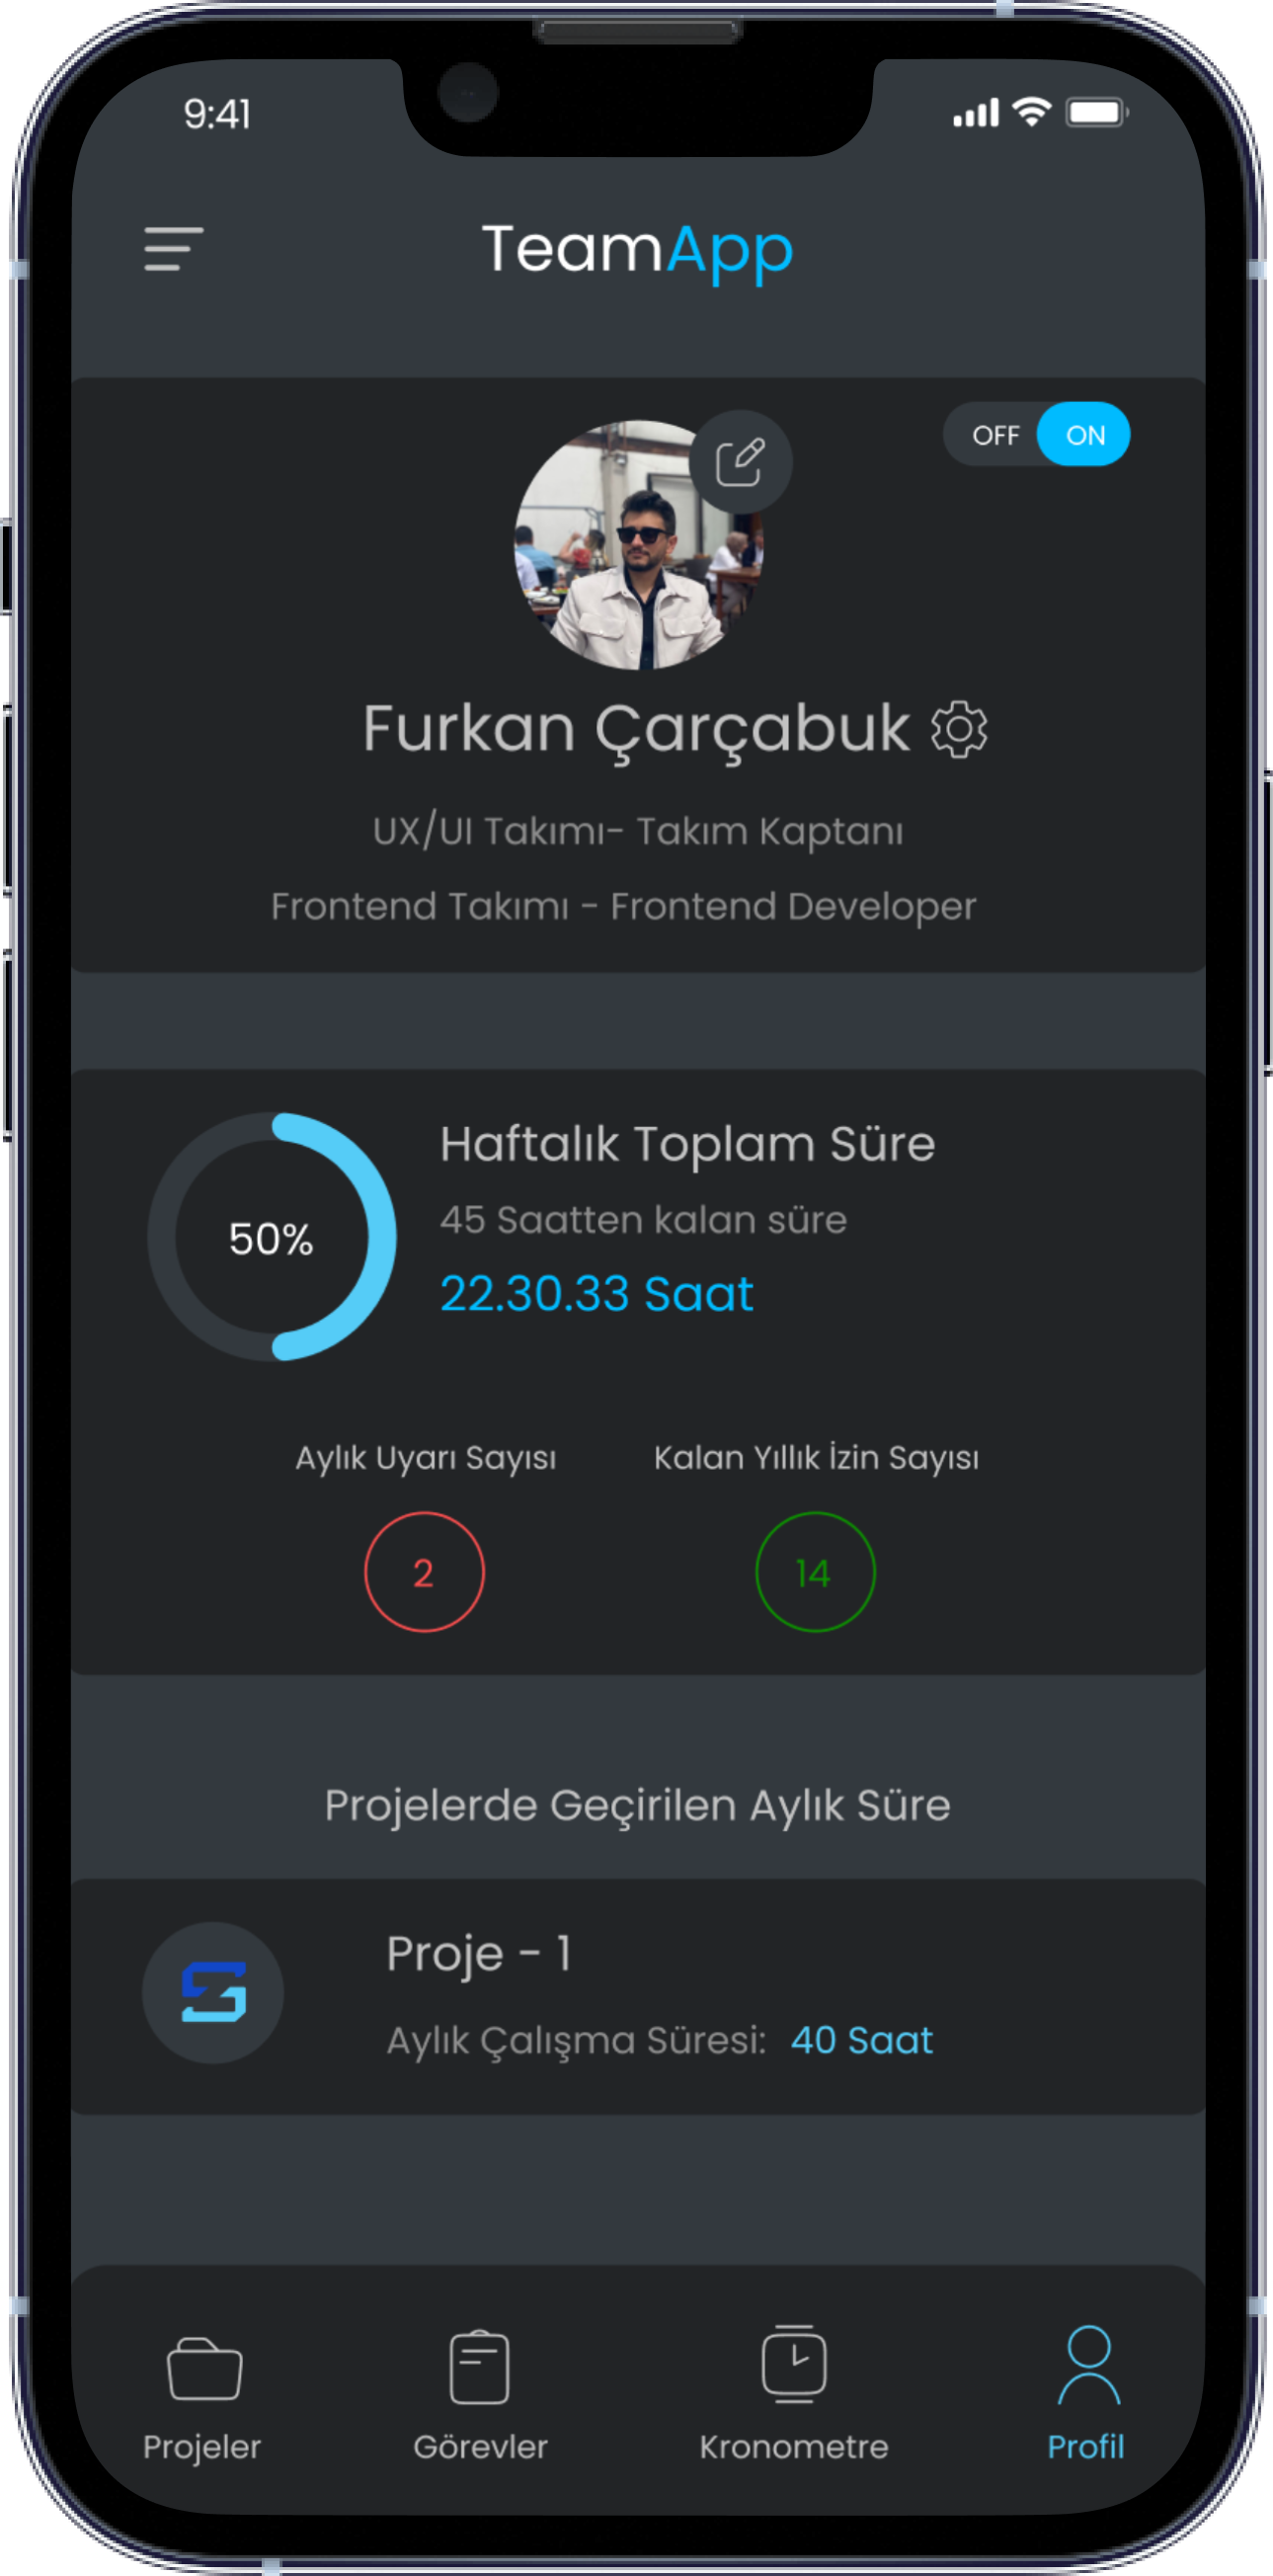 9:41
TeamApp
OFF ON
Furkan Çarçabuk
UX/UI Takımı- Takım Kaptanı
Frontend Takımı - Frontend Developer
Haftalık Toplam Süre
45 Saatten kalan süre
50%
22.30.33 Saat
Aylık Uyarı Sayısı Kalan Yıllık İzin Sayısı
2 14
Projelerde Geçirilen Aylık Süre
Proje - 1
Aylık Çalışma Süresi: 40 Saat
Projeler Görevler Kronometre Profil